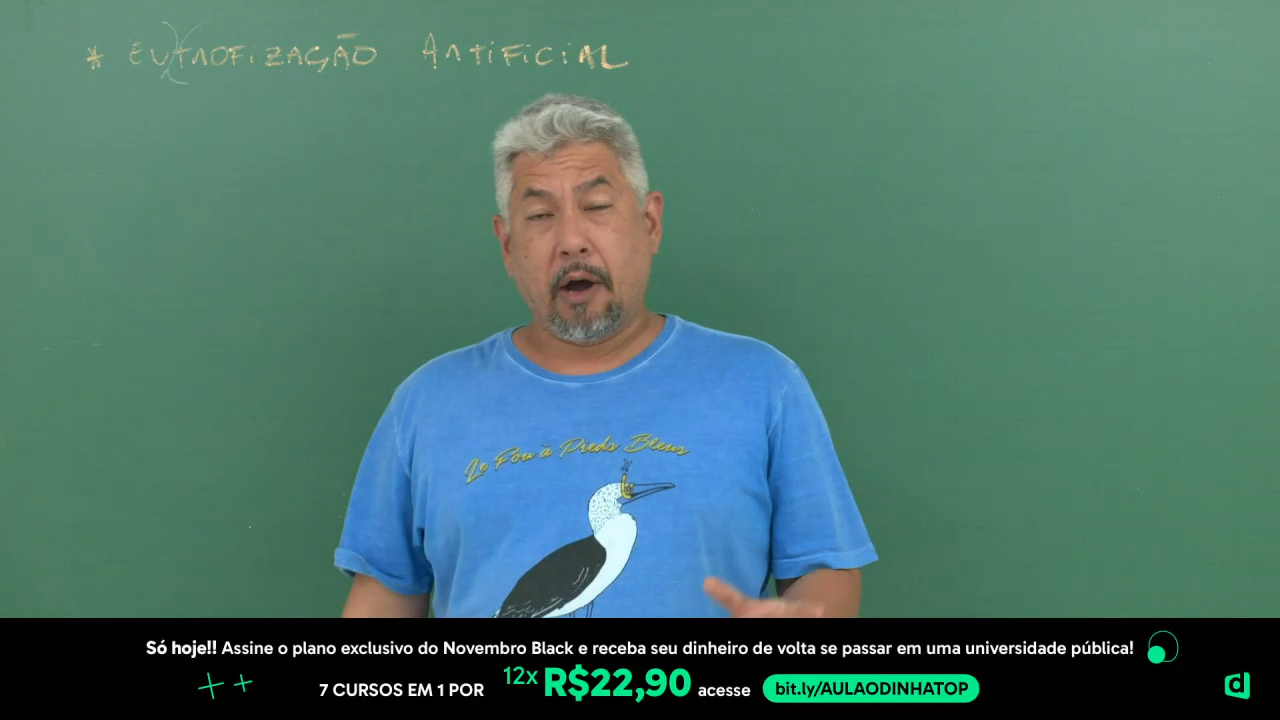 * EUTROFIZAÇÃO ARTIFICIAL
Le Fou à Pieds Bleus
Só hoje!! Assine o plano exclusivo do Novembro Black e receba seu dinheiro de volta se passar em uma universidade pública!
7 CURSOS EM 1 POR 12x R$22,90 acesse bit.ly/AULAODINHATOP
d